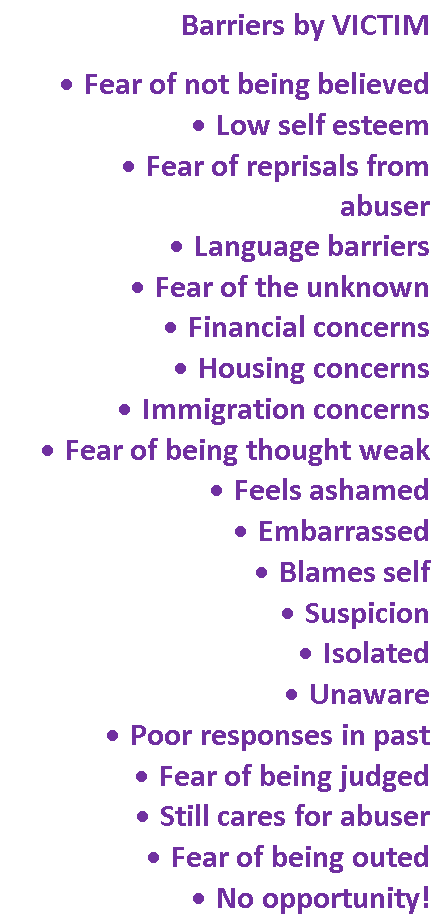 Barriers by VICTIM
• Fear of not being believed
• Low self esteem
• Fear of reprisals from
abuser
• Language barriers
• Fear of the unknown
• Financial concerns
• Housing concerns
• Immigration concerns
• Fear of being thought weak
• Feels ashamed
• Embarrassed
• Blames self
• Suspicion
• Isolated
• Unaware
• Poor responses in past
• Fear of being judged
• Still cares for abuser
• Fear of being outed
• No opportunity!